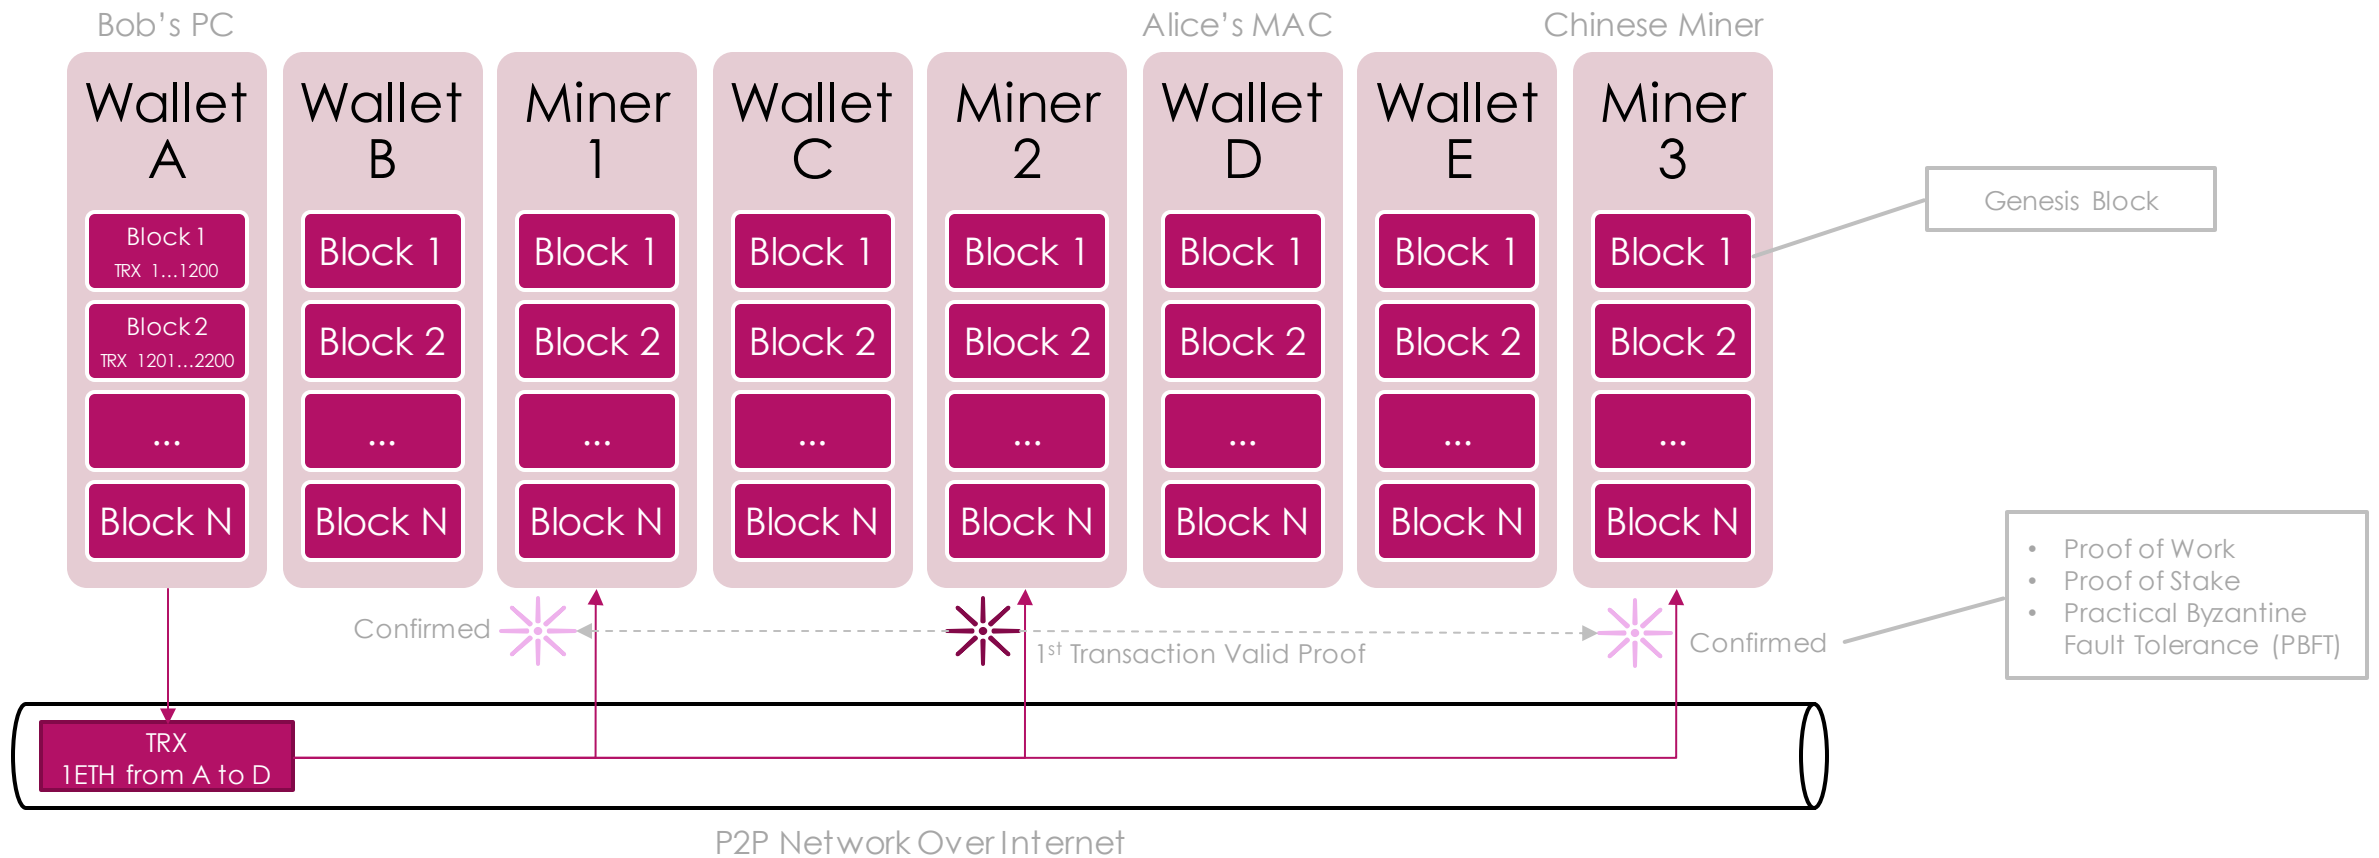 Bob's PC
Alice's MAC
Chinese Miner
Wallet
A
Wallet
B
Miner
1
Wallet
C
Miner
2
Wallet
D
Wallet
E
Miner
3
Genesis Block
Block 1
TRX 1...1200
Block 1
Block 1
Block 1
Block 1
Block 1
Block 1
Block 1
Block 2
TRX 1201...2200
Block 2
Block 2
Block 2
Block 2
Block 2
Block 2
Block 2
...
...
...
...
...
...
...
...
Block N
Block N
Block N
Block N
Block N
Block N
Block N
Block N
• Proof of Work
• Proof of Stake
• Practical Byzantine
Fault Tolerance (PBFT)
Confirmed
1st Transaction Valid Proof
Confirmed
TRX
1ETH from A to D
P2P Network Over Internet